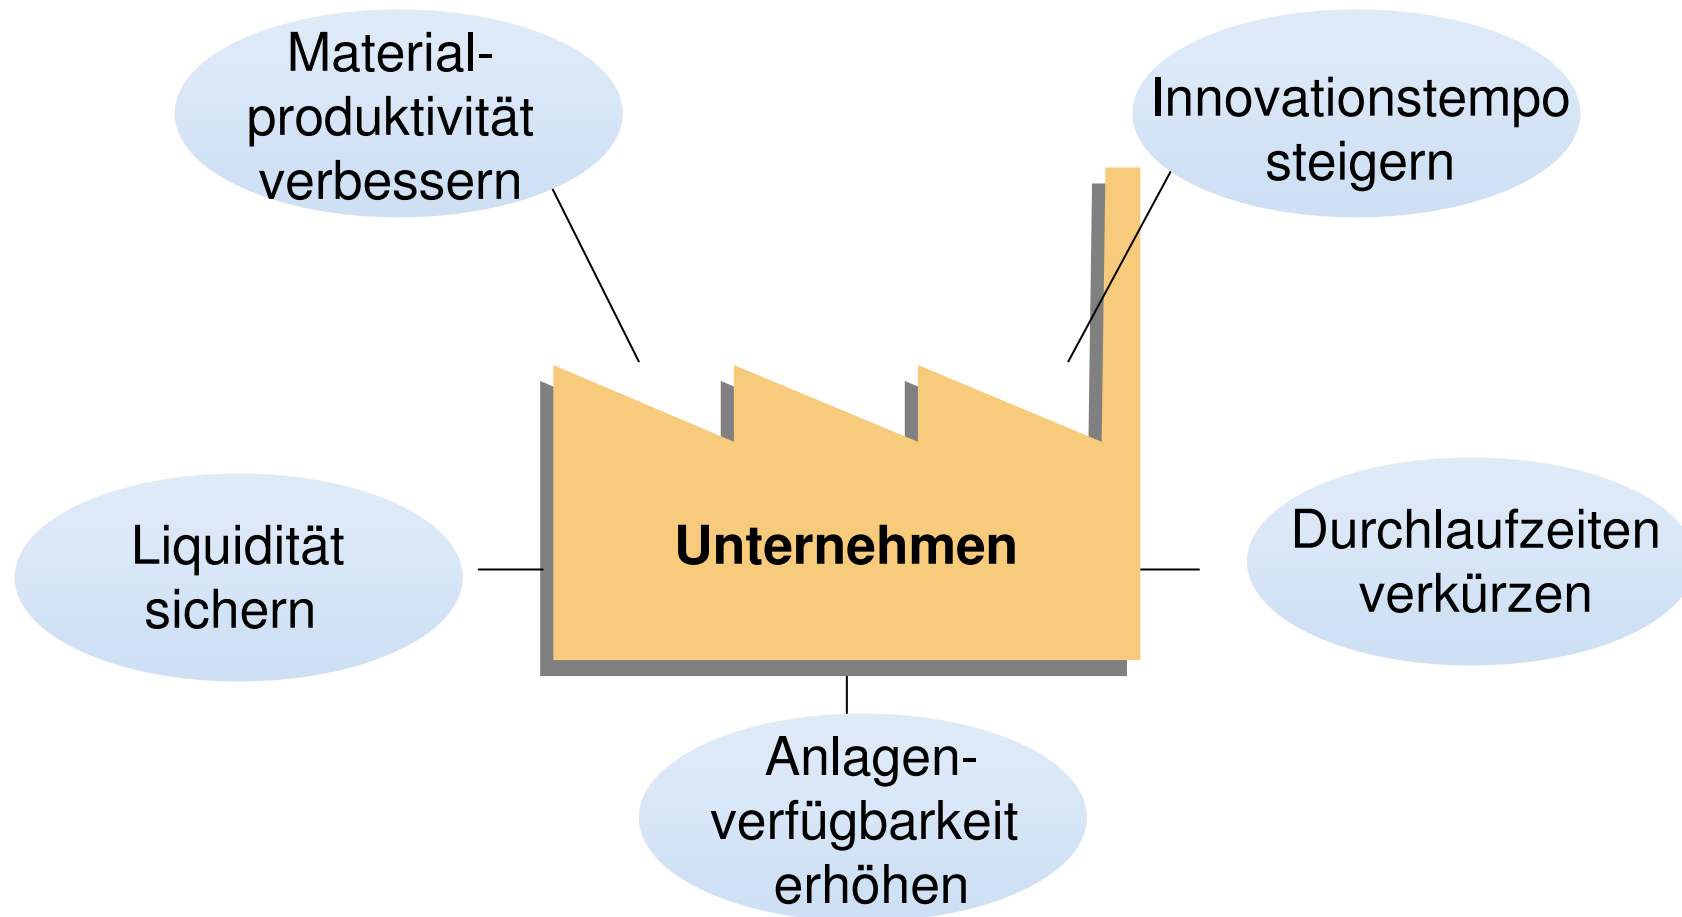 Material-
produktivität
verbessern
Innovationstempo
steigern
Liquidität
sichern
Unternehmen
Durchlaufzeiten
verkürzen
Anlagen-
verfügbarkeit
erhöhen